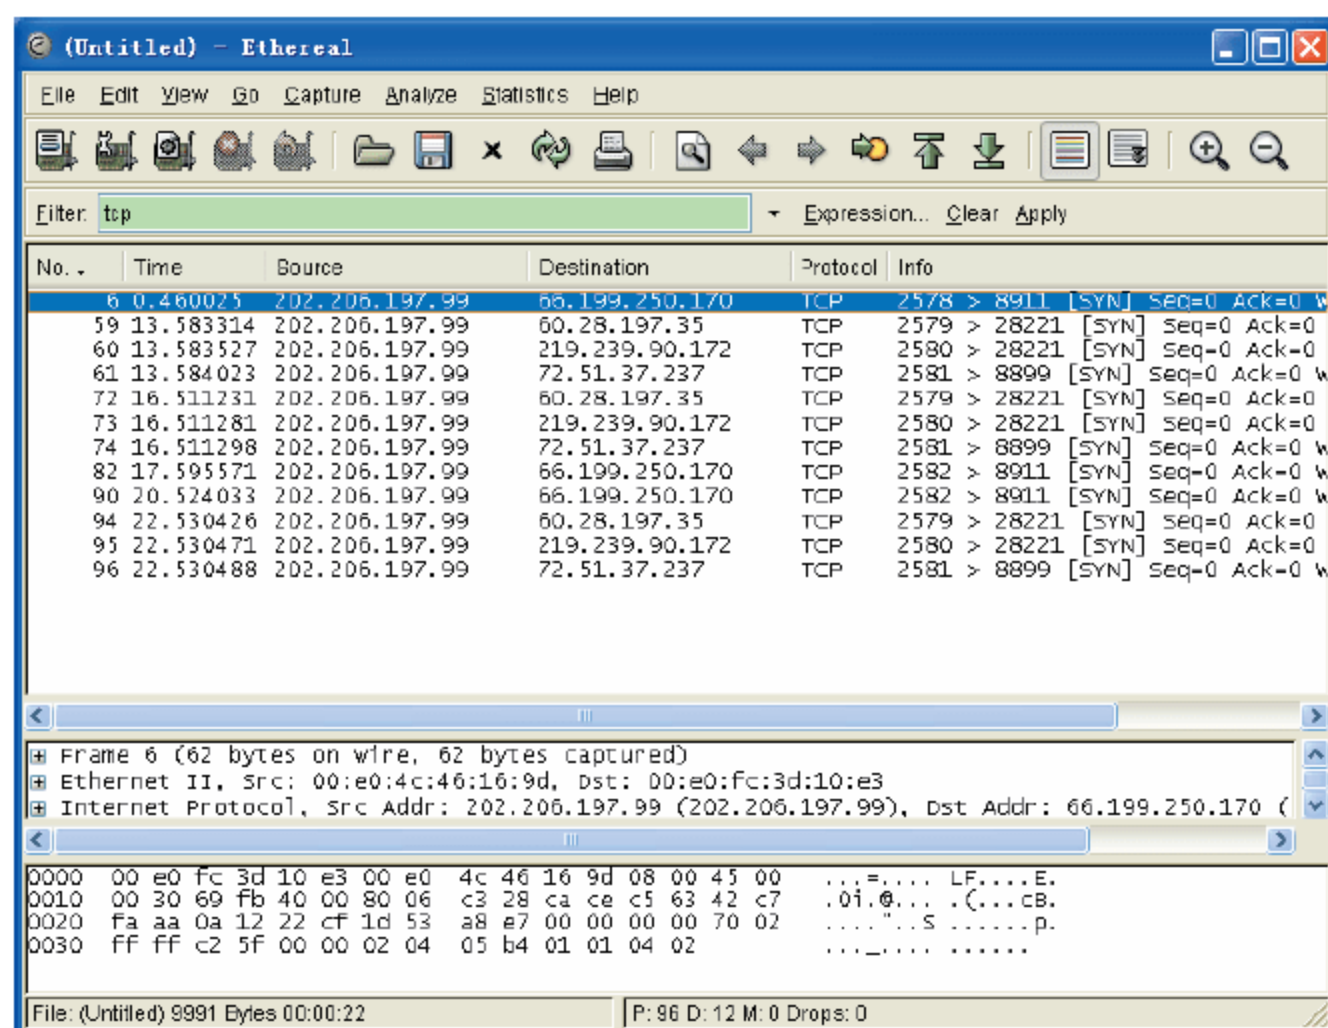 (Untitled) - Ethereal
File Edit View Go Capture Analyze Statistics Help
Filter: tcp Expression... Clear Apply
No. Time Source Destination Protocol Info
6 0.460025 202.206.197.99 66.199.250.170 TCP 2578 > 8911 [SYN] Seq=0 Ack=0 W
59 13.583314 202.206.197.99 60.28.197.35 TCP 2579 > 28221 [SYN] Seq=0 Ack=0
60 13.583527 202.206.197.99 219.239.90.172 TCP 2580 > 28221 [SYN] Seq=0 Ack=0
61 13.584023 202.206.197.99 72.51.37.237 TCP 2581 > 8899 [SYN] Seq=0 Ack=0 W
72 16.511231 202.206.197.99 60.28.197.35 TCP 2579 > 28221 [SYN] Seq=0 Ack=0
73 16.511281 202.206.197.99 219.239.90.172 TCP 2580 > 28221 [SYN] Seq=0 Ack=0
74 16.511298 202.206.197.99 72.51.37.237 TCP 2581 > 8899 [SYN] Seq=0 Ack=0 W
82 17.595571 202.206.197.99 66.199.250.170 TCP 2582 > 8911 [SYN] Seq=0 Ack=0 W
90 20.524033 202.206.197.99 66.199.250.170 TCP 2582 > 8911 [SYN] Seq=0 Ack=0 W
94 22.530426 202.206.197.99 60.28.197.35 TCP 2579 > 28221 [SYN] Seq=0 Ack=0
95 22.530471 202.206.197.99 219.239.90.172 TCP 2580 > 28221 [SYN] Seq=0 Ack=0
96 22.530488 202.206.197.99 72.51.37.237 TCP 2581 > 8899 [SYN] Seq=0 Ack=0 W
Frame 6 (62 bytes on wire, 62 bytes captured)
Ethernet II, Src: 00:e0:4c:46:16:9d, Dst: 00:e0:fc:3d:10:e3
Internet Protocol, Src Addr: 202.206.197.99 (202.206.197.99), Dst Addr: 66.199.250.170 (
0000 00 e0 fc 3d 10 e3 00 e0 4c 46 16 9d 08 00 45 00 ...=.... LF....E.
0010 00 30 69 fb 40 00 80 06 c3 28 ca ce c5 63 42 c7 .0i.@... .(...cB.
0020 fa aa 0a 12 22 cf 1d 53 a8 e7 00 00 00 00 70 02 ...."..S ......p.
0030 ff ff c2 5f 00 00 02 04 05 b4 01 01 04 02 ..._.... ......
File: (Untitled) 9991 Bytes 00:00:22 P: 96 D: 12 M: 0 Drops: 0